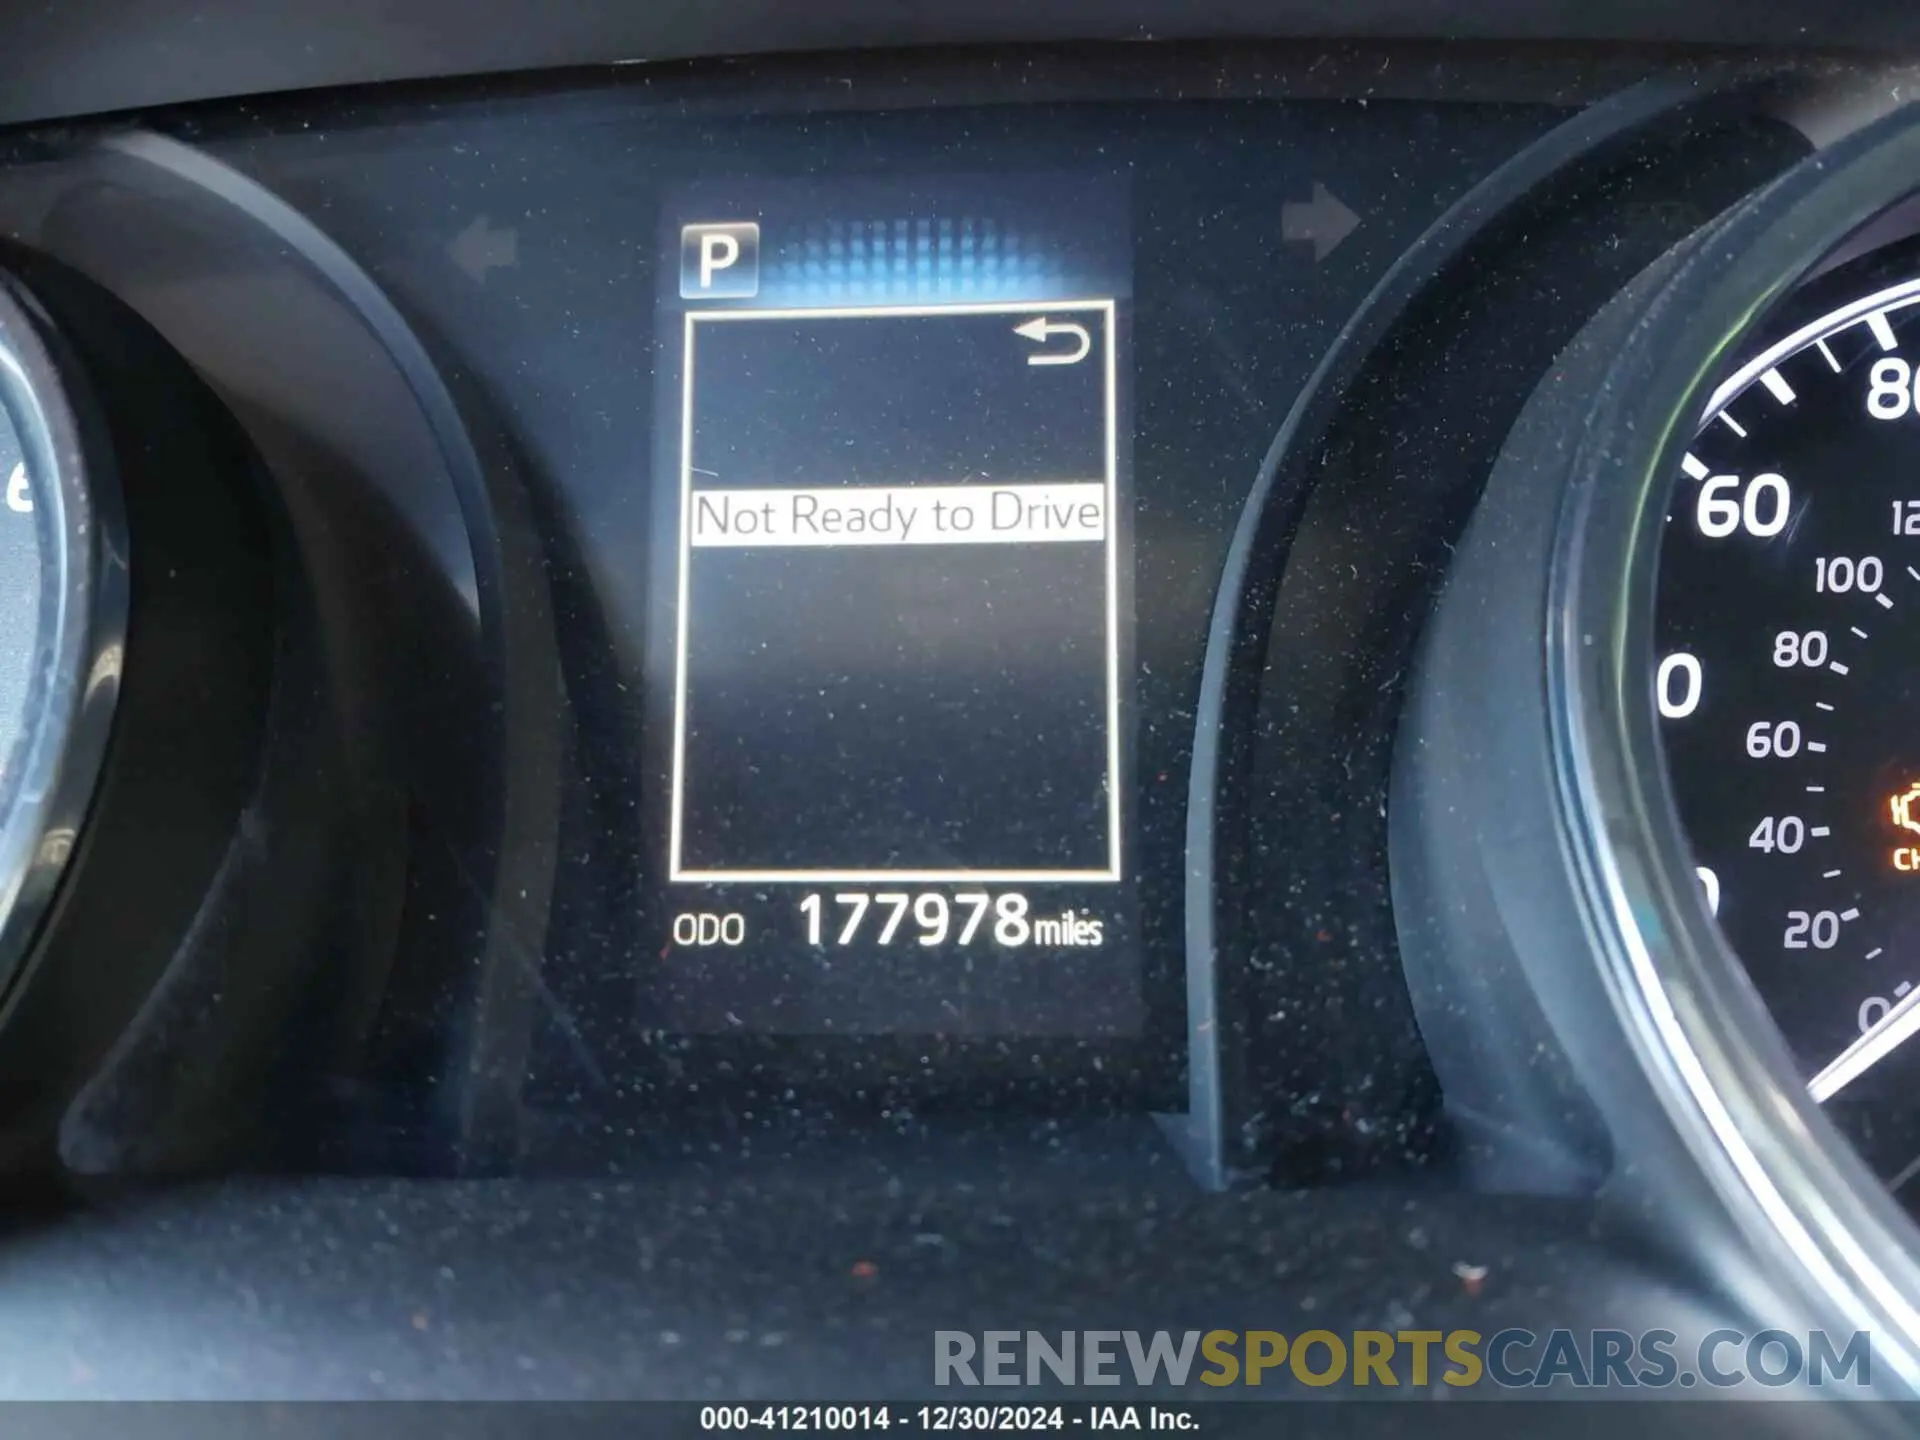 P
Not Ready to Drive
ODO 177978 miles
60
100
80
60
40
20
0
RENEWSPORTSCARS.COM
000-41210014 - 12/30/2024 - IAA Inc.